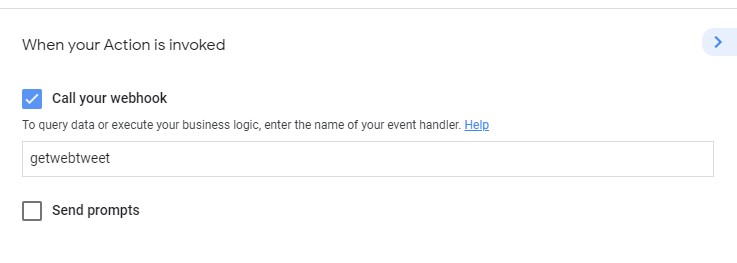 When your Action is invoked
Call your webhook
To query data or execute your business logic, enter the name of your event handler. Help
getwebtweet
Send prompts